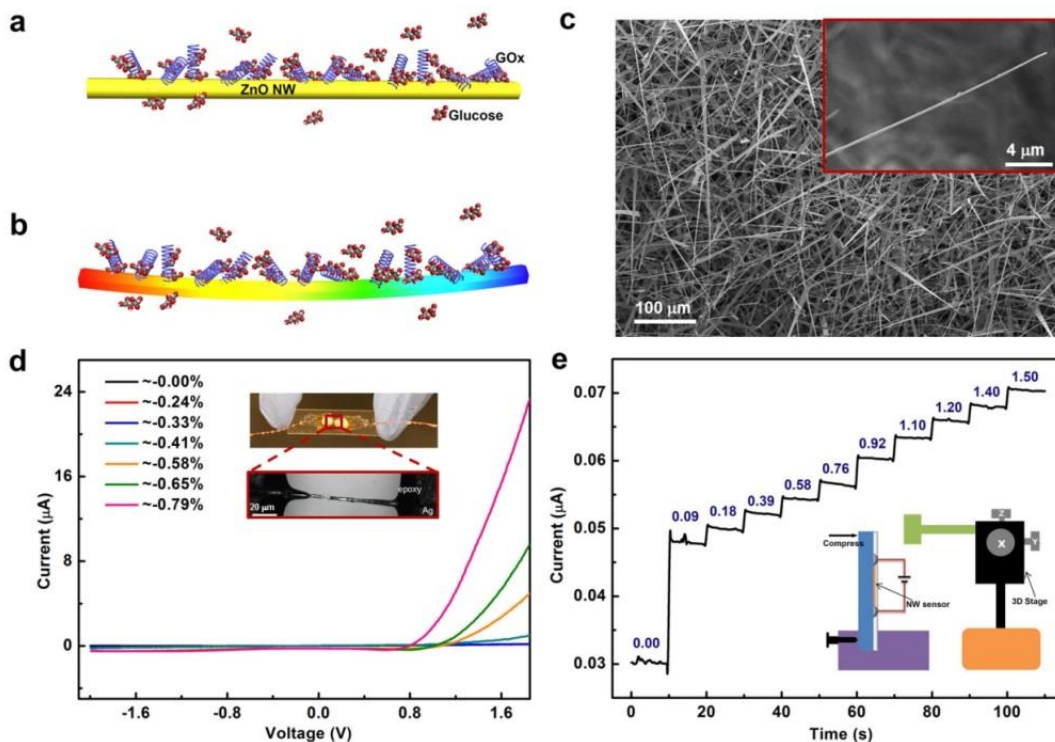 a
GOx
ZnO NW
Glucose
b
c
4 μm
100 μm
d
24
16
8
0
Current (μA)
~-0.00%
~-0.24%
~-0.33%
~-0.41%
~-0.58%
~-0.65%
~-0.79%
epoxy
20 μm
Ag
-1.6
-0.8
0.0
0.8
1.6
Voltage (V)
e
0.07
0.06
0.05
0.04
0.03
Current (μA)
0.00
0.09
0.18
0.39
0.58
0.76
0.92
1.10
1.20
1.40
1.50
Compress
NW sensor
Z
X
Y
3D Stage
0
20
40
60
80
100
Time (s)